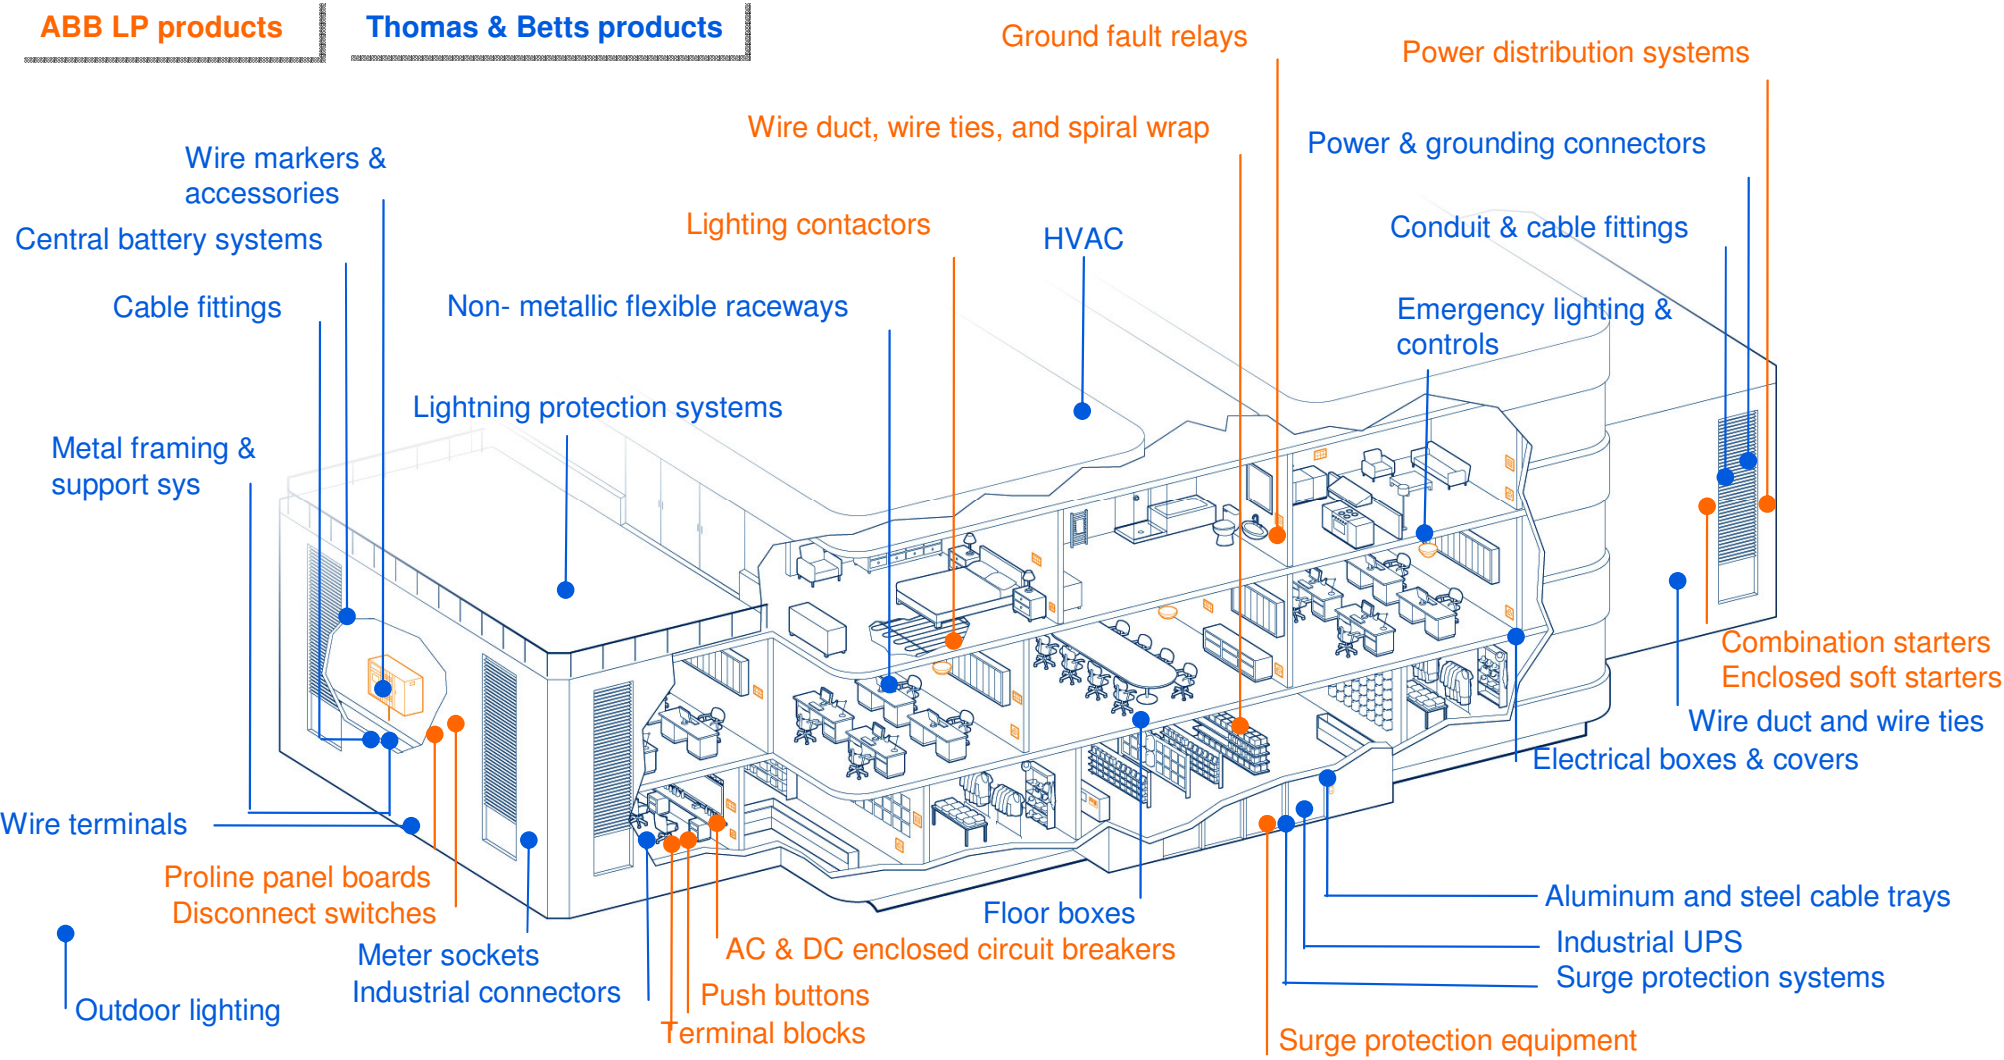 ABB LP products
Thomas & Betts products
Ground fault relays
Power distribution systems
Wire duct, wire ties, and spiral wrap
Power & grounding connectors
Wire markers &
accessories
Lighting contactors
HVAC
Conduit & cable fittings
Central battery systems
Cable fittings
Non- metallic flexible raceways
Emergency lighting &
controls
Lightning protection systems
Metal framing &
support sys
Combination starters
Enclosed soft starters
Wire duct and wire ties
Electrical boxes & covers
Wire terminals
Proline panel boards
Disconnect switches
Aluminum and steel cable trays
Floor boxes
Meter sockets
AC & DC enclosed circuit breakers
Industrial UPS
Industrial connectors
Push buttons
Surge protection systems
Outdoor lighting
Terminal blocks
Surge protection equipment